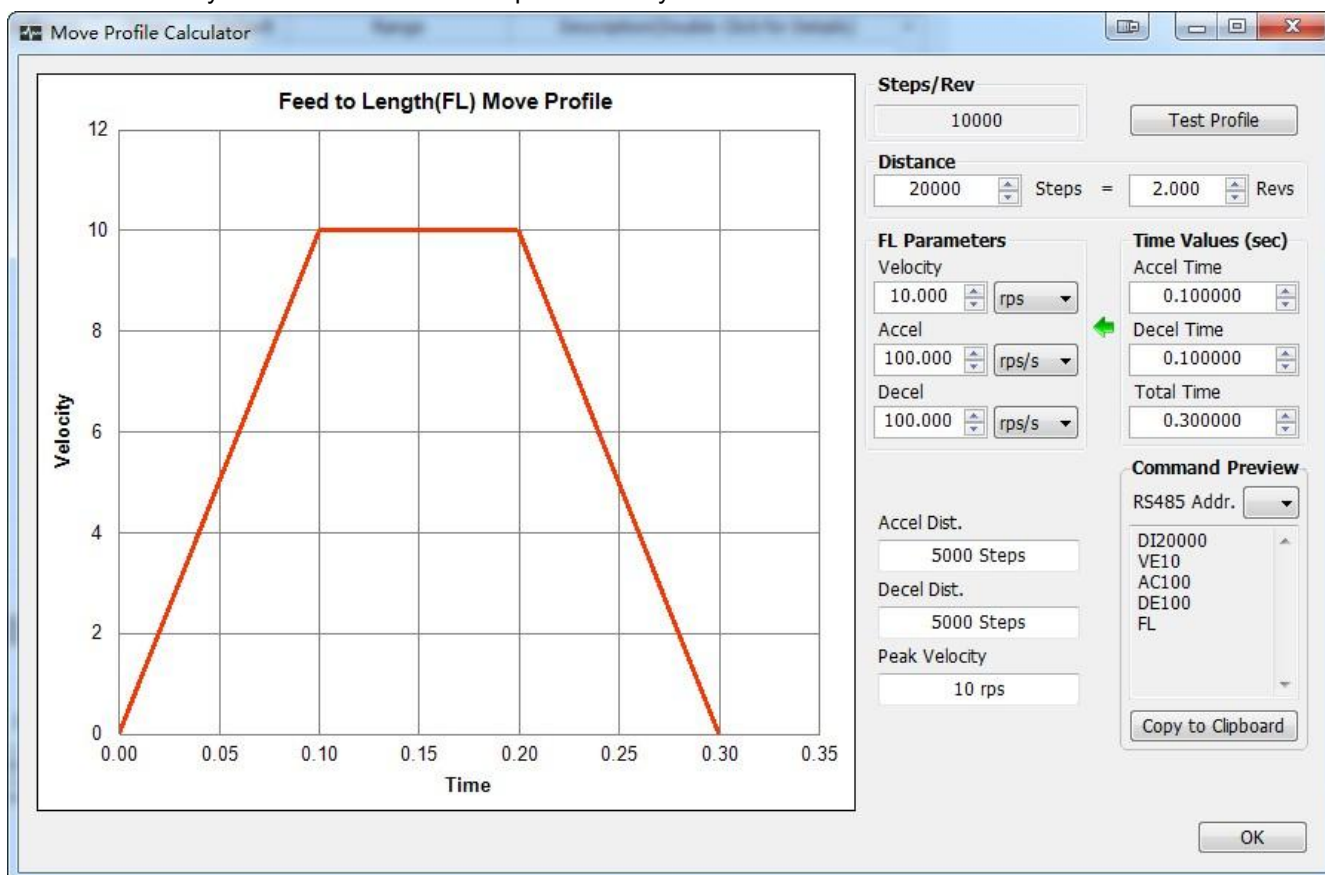 Move Profile Calculator
Range
Feed to Length(FL) Move Profile
12
10
8
6
4
2
0
Velocity
0.00 0.05 0.10 0.15 0.20 0.25 0.30 0.35
Time
Steps/Rev
10000
Test Profile
Distance
20000 Steps = 2.000 Revs
FL Parameters
Velocity
10.000 rps
Accel
100.000 rps/s
Decel
100.000 rps/s
Time Values (sec)
Accel Time
0.100000
Decel Time
0.100000
Total Time
0.300000
Accel Dist.
5000 Steps
Decel Dist.
5000 Steps
Peak Velocity
10 rps
Command Preview
RS485 Addr.
DI20000
VE10
AC100
DE100
FL
Copy to Clipboard
OK